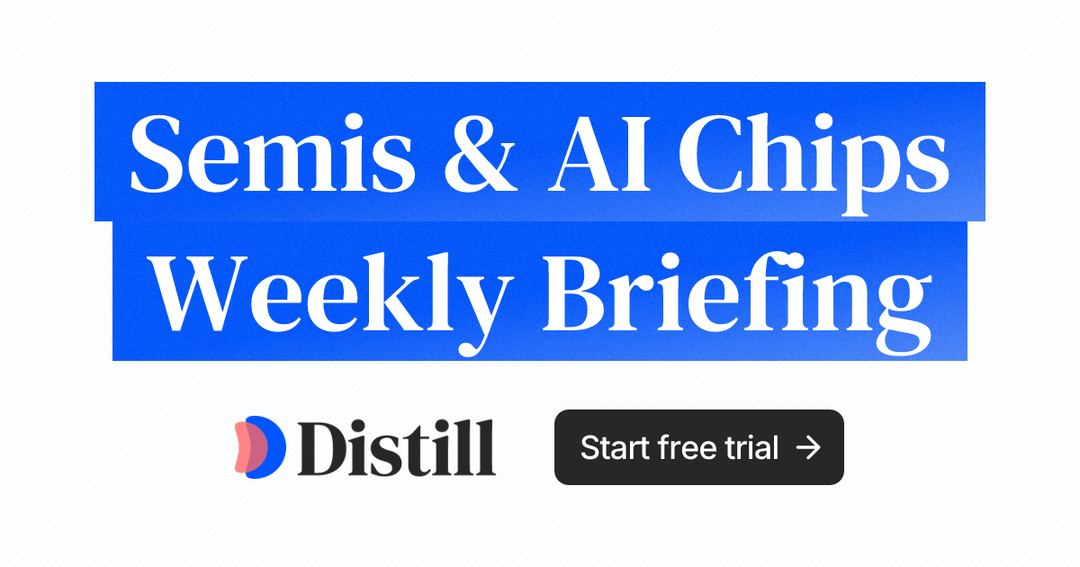 Semis & AI Chips
Weekly Briefing
Distill
Start free trial →